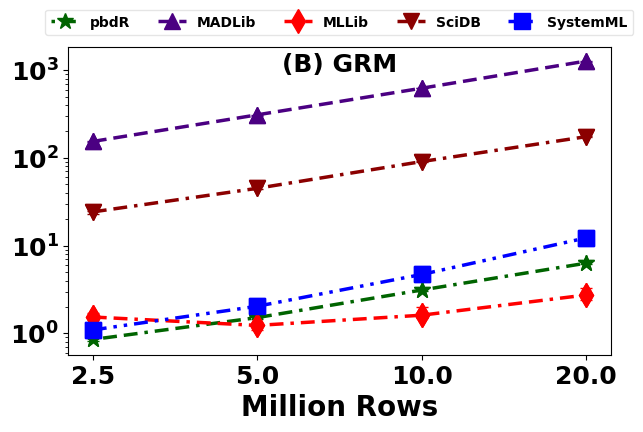 pbdR MADLib MLLib SciDB SystemML
(B) GRM
10³
10²
10¹
10⁰
2.5 5.0 10.0 20.0
Million Rows